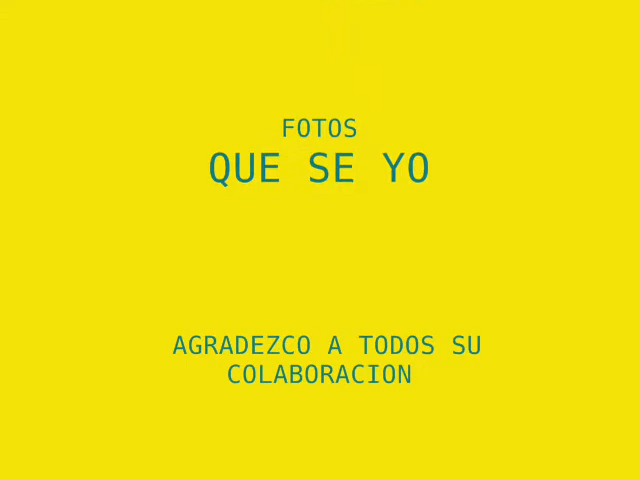 FOTOS
QUE SE YO
AGRADEZCO A TODOS SU
COLABORACION